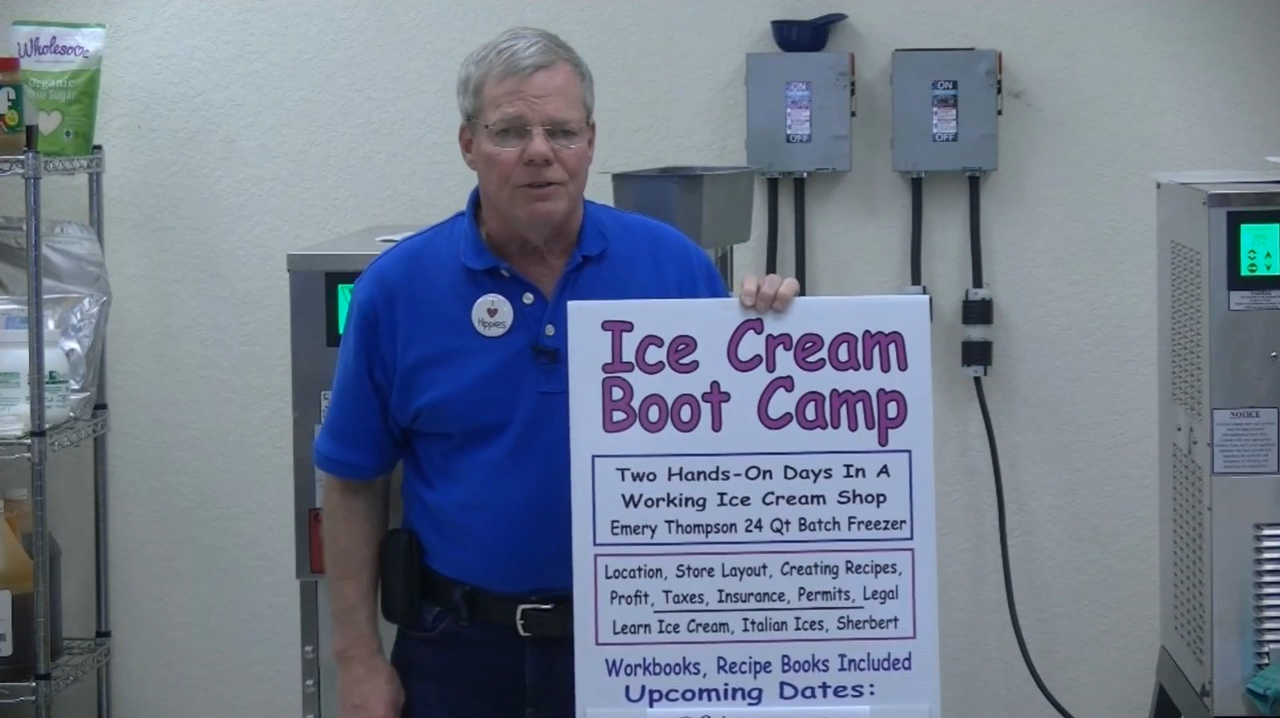 Wholesome
Organic
Sugar
I
Hippies
ON
OFF
ON
OFF
NOTICE
Ice Cream
Boot Camp
Two Hands-On Days In A
Working Ice Cream Shop
Emery Thompson 24 Qt Batch Freezer
Location, Store Layout, Creating Recipes,
Profit, Taxes, Insurance, Permits, Legal
Learn Ice Cream, Italian Ices, Sherbert
Workbooks, Recipe Books Included
Upcoming Dates: